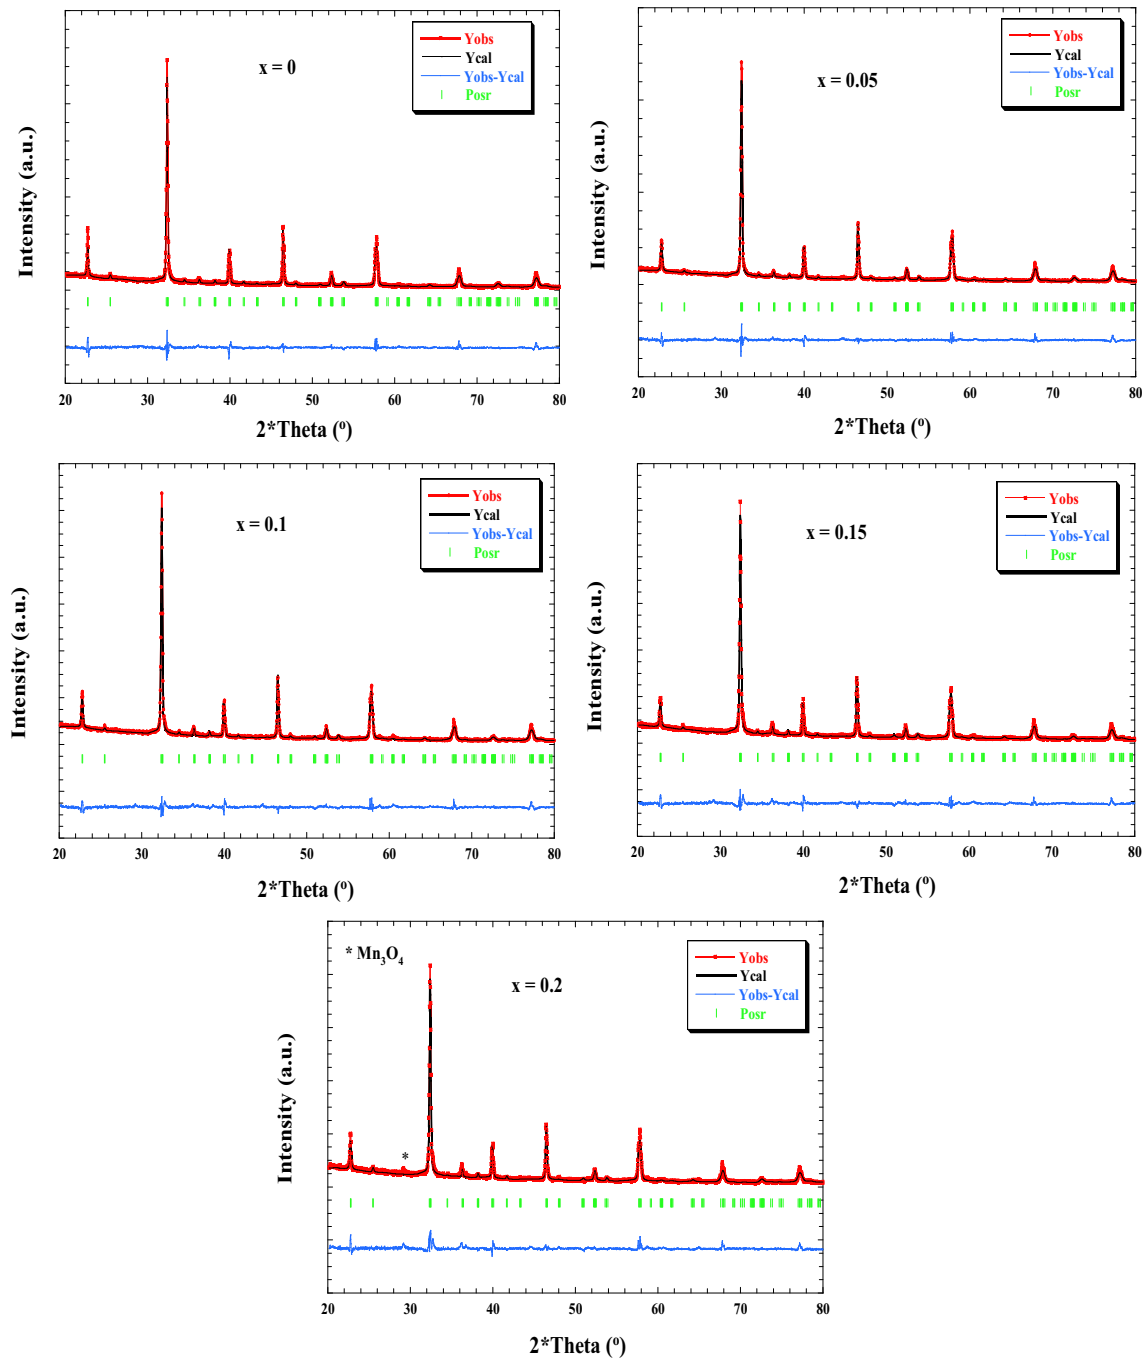 x = 0
Yobs
Ycal
Yobs-Ycal
Posr
Intensity (a.u.)
20 30 40 50 60 70 80
2*Theta (º)
x = 0.05
Yobs
Ycal
Yobs-Ycal
Posr
Intensity (a.u.)
20 30 40 50 60 70 80
2*Theta (º)
x = 0.1
Yobs
Ycal
Yobs-Ycal
Posr
Intensity (a.u.)
20 30 40 50 60 70 80
2*Theta (º)
x = 0.15
Yobs
Ycal
Yobs-Ycal
Posr
Intensity (a.u.)
20 30 40 50 60 70 80
2*Theta (º)
* Mn₃O₄
x = 0.2
Yobs
Ycal
Yobs-Ycal
Posr
*
Intensity (a.u.)
20 30 40 50 60 70 80
2*Theta (º)